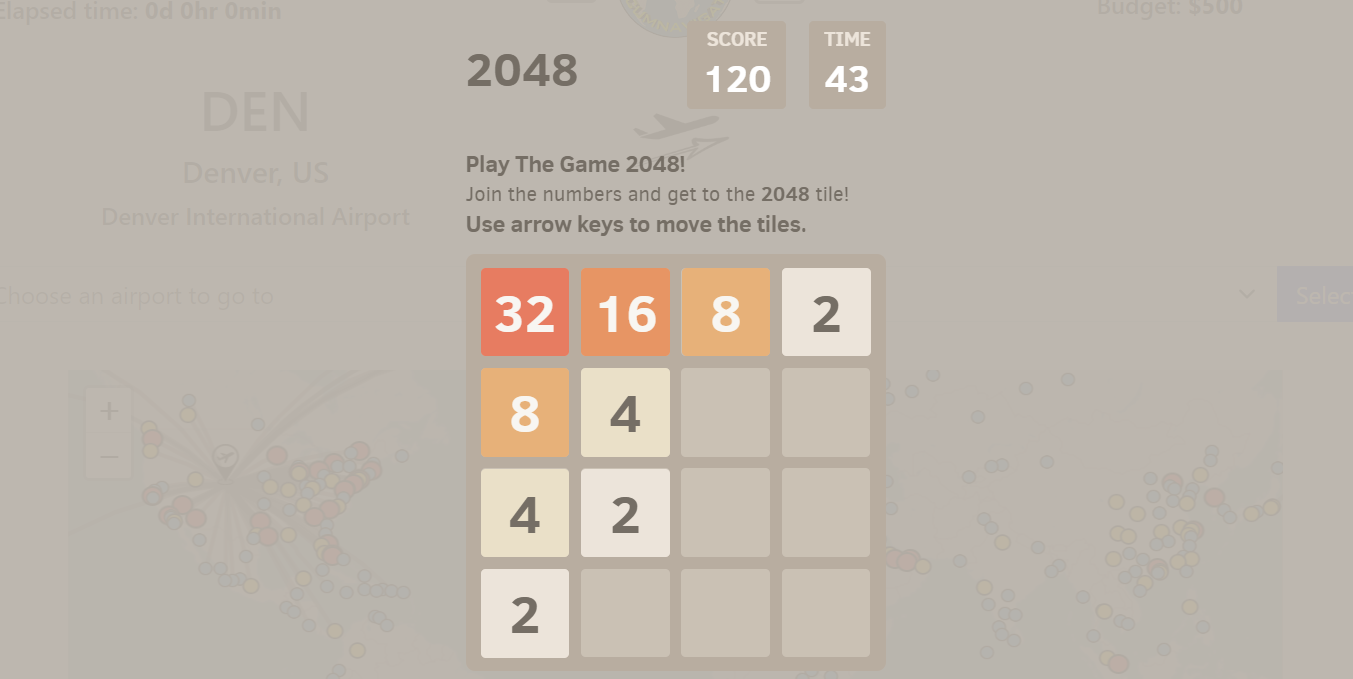 Elapsed time: 0d 0hr 0min
Budget: $500
2048
SCORE
120
TIME
43
DEN
Denver, US
Denver International Airport
Play The Game 2048!
Join the numbers and get to the 2048 tile!
Use arrow keys to move the tiles.
Choose an airport to go to
Selec
32 16 8 2
8 4
4 2
2
+
−